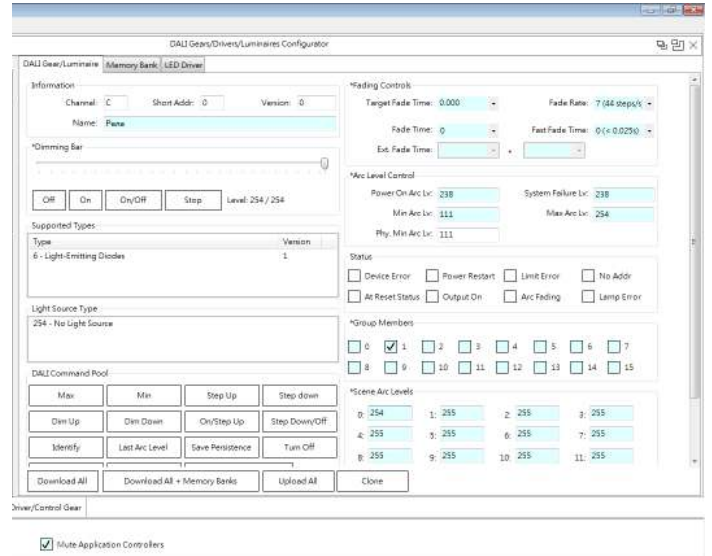 DALI Gears/Drivers/Luminaires Configurator
DALI Gear/Luminaire Memory Bank LED Driver
Information
Channel: C Short Addr: 0 Version: 0
Name: Реле
*Dimming Bar
Off On On/Off Stop Level: 254 / 254
Supported Types
Type Version
6 - Light-Emitting Diodes 1
Light Source Type
254 - No Light Source
DALI Command Pool
Max Min Step Up Step down
Dim Up Dim Down On/Step Up Step Down/Off
Identify Last Arc Level Save Persistence Turn Off
*Fading Controls
Target Fade Time: 0.000 Fade Rate: 7 (44 steps/s
Fade Time: 0 Fast Fade Time: 0 (< 0.025s)
Ext. Fade Time: *
*Arc Level Control
Power On Arc Lv: 238 System Failure Lv: 238
Min Arc Lv: 111 Max Arc Lv: 254
Phy. Min Arc Lv: 111
Status
Device Error Power Restart Limit Error No Addr
At Reset Status Output On Arc Fading Lamp Error
*Group Members
0 1 2 3 4 5 6 7
8 9 10 11 12 13 14 15
*Scene Arc Levels
0: 254 1: 255 2: 255 3: 255
4: 255 5: 255 6: 255 7: 255
8: 255 9: 255 10: 255 11: 255
Download All Download All + Memory Banks Upload All Clone
Driver/Control Gear
Mute Application Controllers